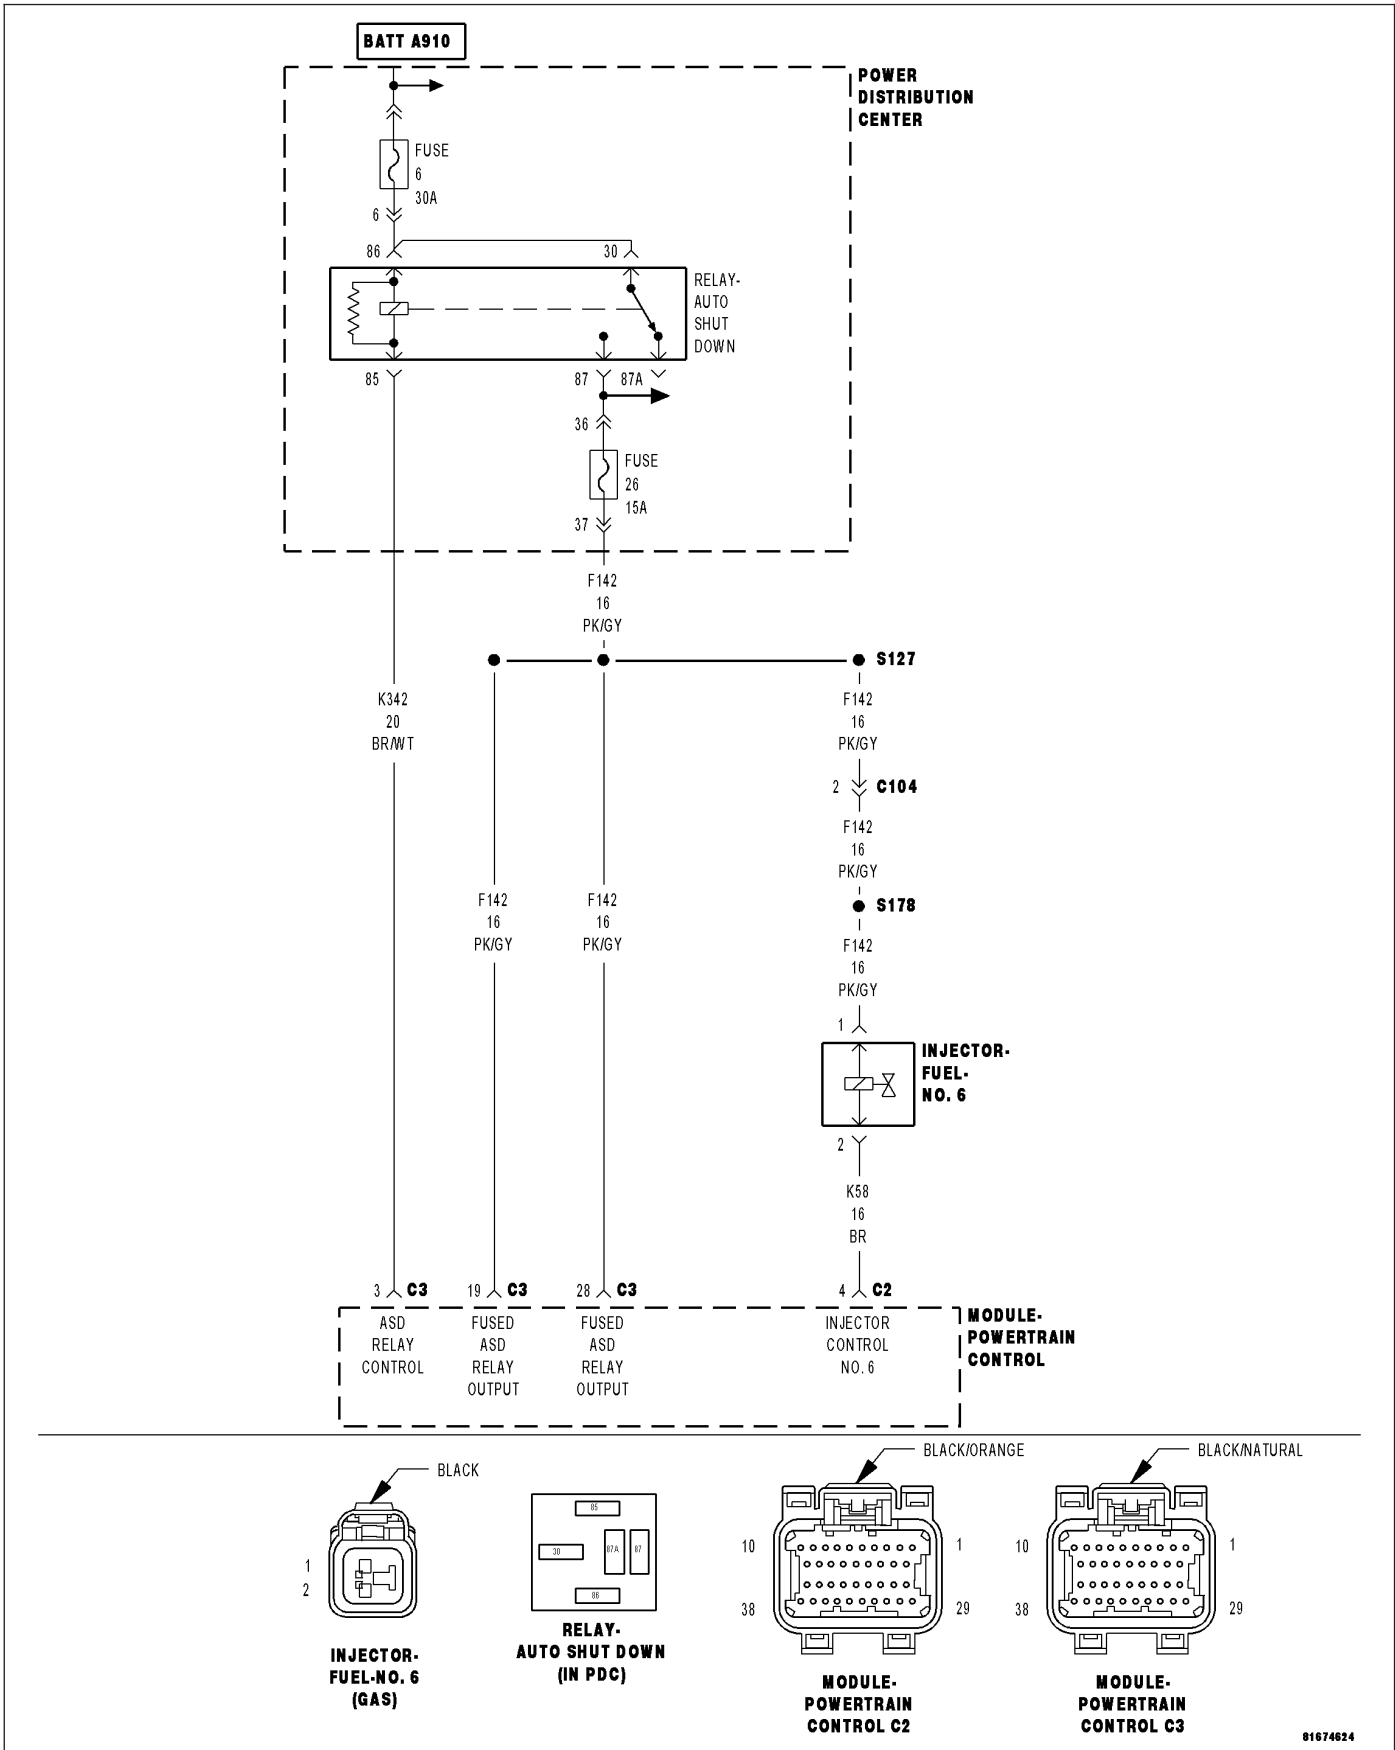 BATT A910
POWER
DISTRIBUTION
CENTER
FUSE
6
30A
6
86
30
RELAY-
AUTO
SHUT
DOWN
85
87
87A
36
FUSE
26
15A
37
F142
16
PK/GY
S127
K342
20
BR/WT
F142
16
PK/GY
2
C104
F142
16
PK/GY
S178
F142
16
PK/GY
F142
16
PK/GY
F142
16
PK/GY
1
INJECTOR-
FUEL-
NO. 6
2
K58
16
BR
3 C3
19 C3
28 C3
4 C2
ASD
RELAY
CONTROL
FUSED
ASD
RELAY
OUTPUT
FUSED
ASD
RELAY
OUTPUT
INJECTOR
CONTROL
NO. 6
MODULE-
POWERTRAIN
CONTROL
BLACK
1
2
INJECTOR-
FUEL-NO. 6
(GAS)
85
30
87A
87
86
RELAY-
AUTO SHUT DOWN
(IN PDC)
BLACK/ORANGE
10
1
38
29
MODULE-
POWERTRAIN
CONTROL C2
BLACK/NATURAL
10
1
38
29
MODULE-
POWERTRAIN
CONTROL C3
81674624